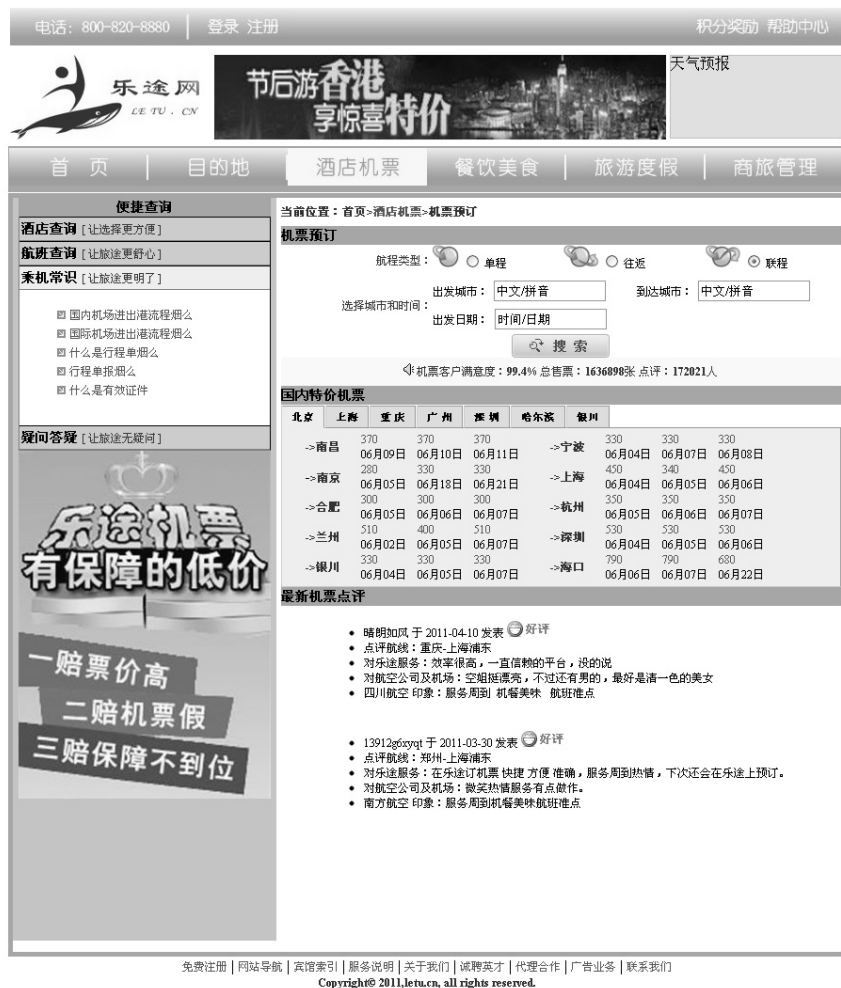 电话：800-820-8880 登录 注册 积分奖励 帮助中心
乐途网
LE TU . CN
节后游香港
享惊喜特价
天气预报
首 页 目的地 酒店机票 餐饮美食 旅游度假 商旅管理
便捷查询
酒店查询 [让选择更方便]
航班查询 [让旅途更舒心]
乘机常识 [让旅途更明了]
国内机场进出港流程烟么
国际机场进出港流程烟么
什么是行程单烟么
行程单报烟么
什么是有效证件
疑问答疑 [让旅途无疑问]
乐途机票
有保障的低价
一赔票价高
二赔机票假
三赔保障不到位
当前位置：首页>酒店机票>机票预订
机票预订
航程类型： 单程 往返 联程
选择城市和时间：
出发城市： 中文/拼音 到达城市： 中文/拼音
出发日期： 时间/日期
搜 索
机票客户满意度：99.4% 总售票：1636898张 点评：172021人
国内特价机票
北京 上海 重庆 广州 深圳 哈尔滨 银川
370 370 370 330 330 330
->南昌 06月09日 06月10日 06月11日 ->宁波 06月04日 06月07日 06月08日
280 330 330 450 340 450
->南京 06月05日 06月18日 06月21日 ->上海 06月04日 06月05日 06月06日
300 300 300 350 350 350
->合肥 06月05日 06月06日 06月07日 ->杭州 06月05日 06月06日 06月07日
510 400 510 530 530 530
->兰州 06月02日 06月05日 06月07日 ->深圳 06月04日 06月05日 06月06日
330 330 330 790 790 680
->银川 06月04日 06月05日 06月07日 ->海口 06月06日 06月07日 06月22日
最新机票点评
晴朗如风 于 2011-04-10 发表 好评
点评航线：重庆-上海浦东
对乐途服务：效率很高，一直信赖的平台，没的说
对航空公司及机场：空姐挺漂亮，不过还有男的，最好是清一色的美女
四川航空 印象：服务周到 机餐美味 航班准点
13912g6xyqt 于 2011-03-30 发表 好评
点评航线：郑州-上海浦东
对乐途服务：在乐途订机票 快捷 方便 准确，服务周到热情，下次还会在乐途上预订。
对航空公司及机场：微笑热情服务有点做作。
南方航空 印象：服务周到机餐美味航班准点
免费注册 | 网站导航 | 宾馆索引 | 服务说明 | 关于我们 | 诚聘英才 | 代理合作 | 广告业务 | 联系我们
Copyright© 2011,letu.cn, all rights reserved.